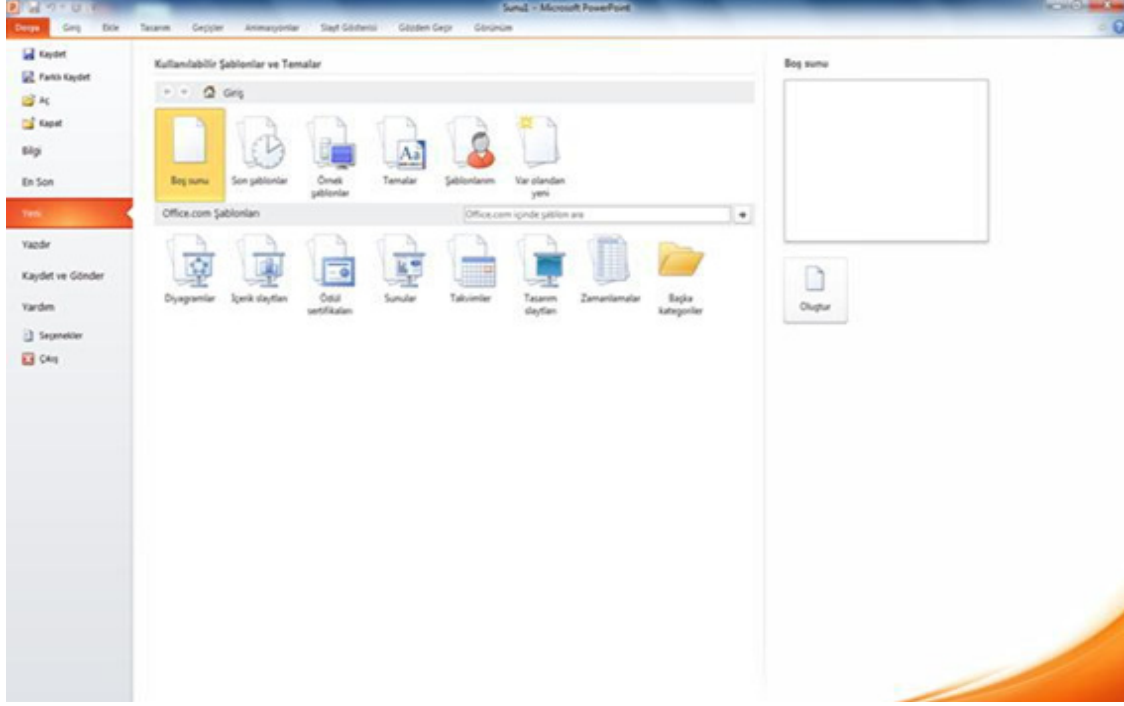 Sunu1 - Microsoft PowerPoint
Dosya Giriş Ekle Tasarım Geçişler Animasyonlar Slayt Gösterisi Gözden Geçir Görünüm
Kaydet
Farklı Kaydet
Aç
Kapat
Bilgi
En Son
Yeni
Yazdır
Kaydet ve Gönder
Yardım
Seçenekler
Çıkış
Kullanılabilir Şablonlar ve Temalar
Giriş
Boş sunu
Son şablonlar
Örnek
şablonlar
Temalar
Şablonlarım
Var olandan
yeni
Office.com Şablonları
Office.com içinde şablon ara
Diyagramlar
İçerik slaytları
Ödül
sertifikaları
Sunular
Takvimler
Tasarım
slaytları
Zamanlamalar
Başka
kategoriler
Boş sunu
Oluştur